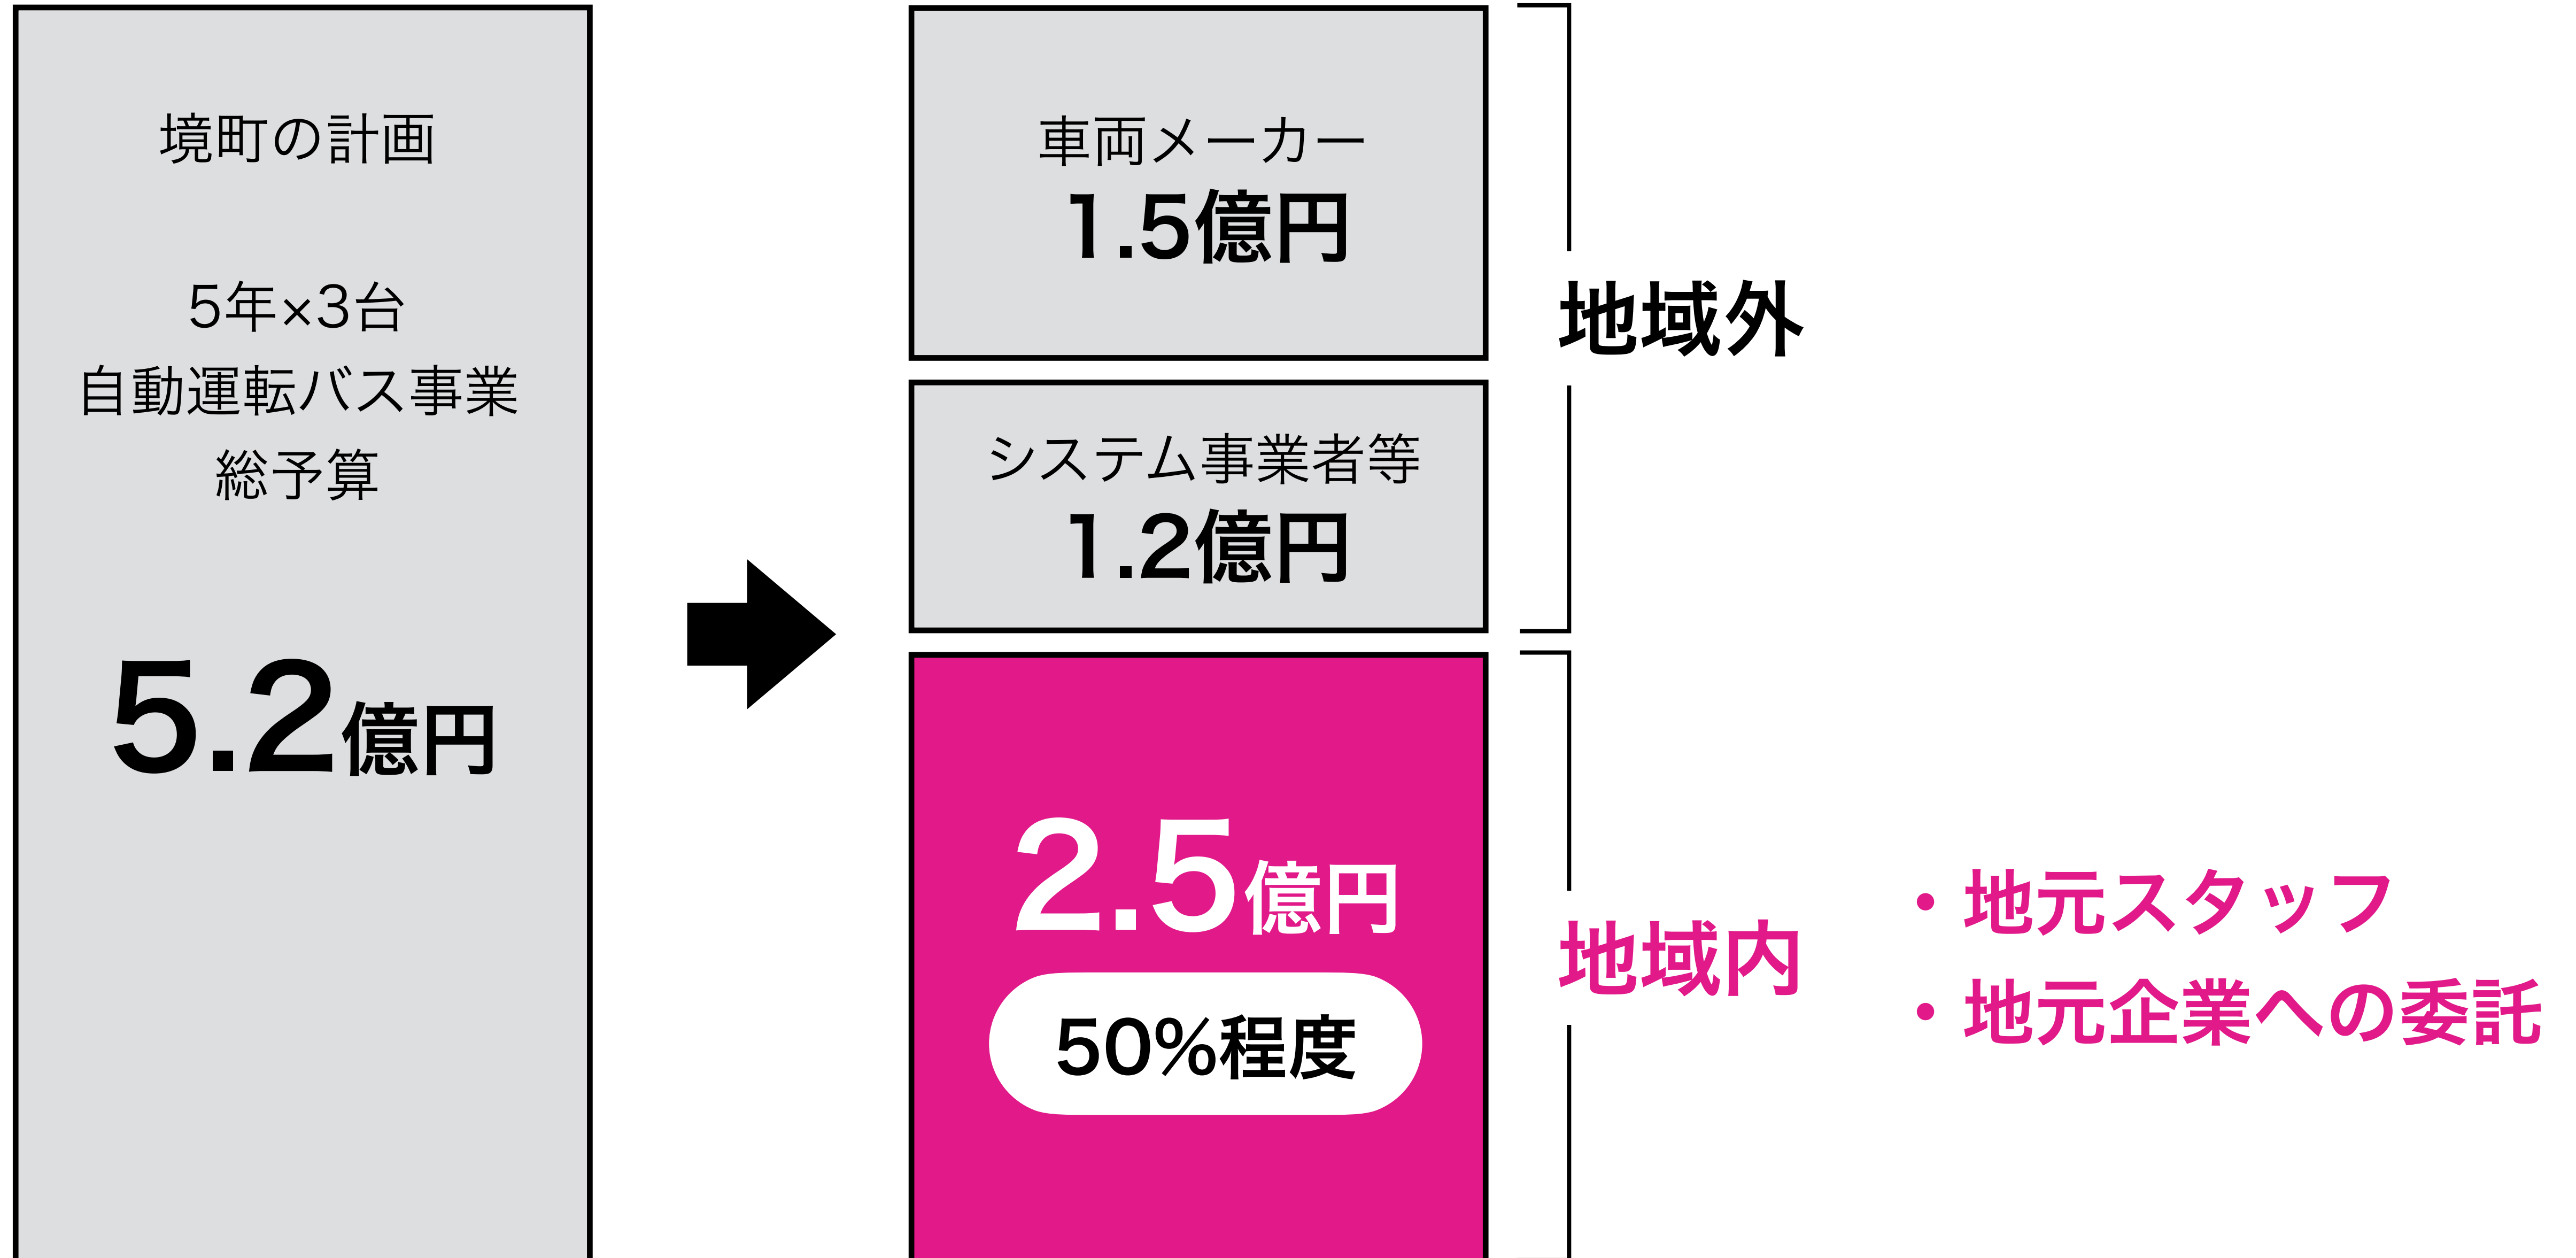 境町の計画
5年×3台
自動運転バス事業
総予算
5.2億円
車両メーカー
1.5億円
システム事業者等
1.2億円
地域外
2.5億円
50%程度
地域内
・地元スタッフ
・地元企業への委託